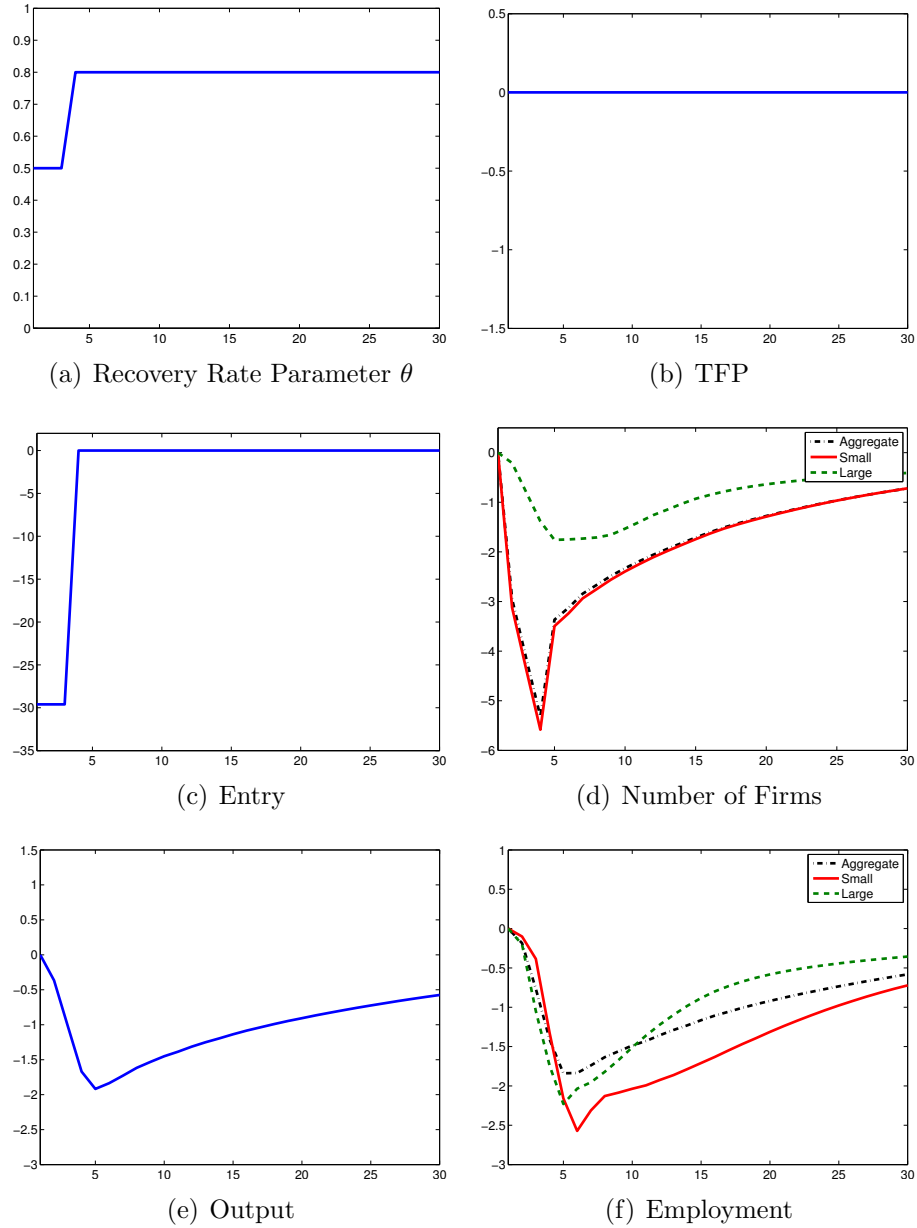 1
0.9
0.8
0.7
0.6
0.5
0.4
0.3
0.2
0.1
0
5 10 15 20 25 30
(a) Recovery Rate Parameter θ
0.5
0
−0.5
−1
−1.5
5 10 15 20 25 30
(b) TFP
0
−5
−10
−15
−20
−25
−30
−35
5 10 15 20 25 30
(c) Entry
0
−1
−2
−3
−4
−5
−6
5 10 15 20 25 30
Aggregate
Small
Large
(d) Number of Firms
1.5
1
0.5
0
−0.5
−1
−1.5
−2
−2.5
−3
5 10 15 20 25 30
(e) Output
1
0.5
0
−0.5
−1
−1.5
−2
−2.5
−3
5 10 15 20 25 30
Aggregate
Small
Large
(f) Employment